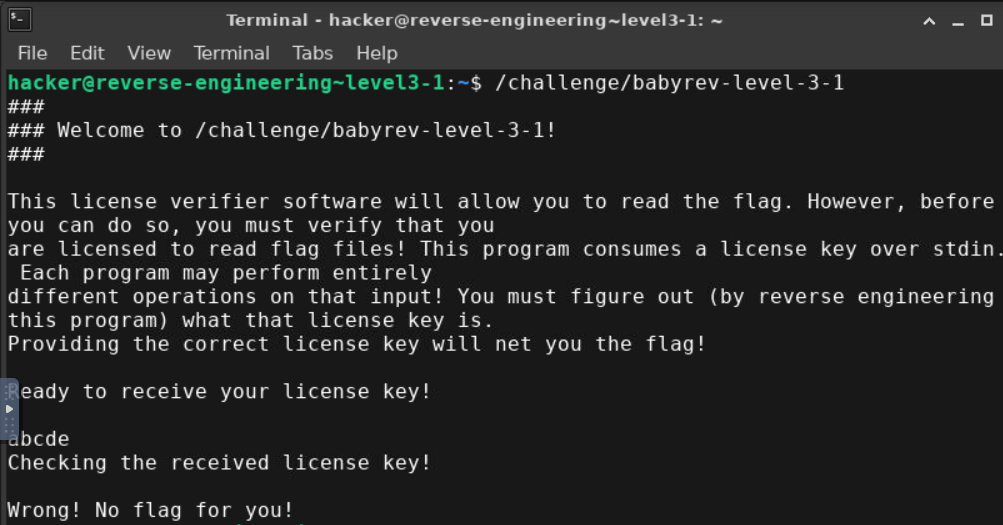 Terminal - hacker@reverse-engineering~level3-1: ~
File Edit View Terminal Tabs Help
hacker@reverse-engineering~level3-1:~$ /challenge/babyrev-level-3-1
###
### Welcome to /challenge/babyrev-level-3-1!
###
This license verifier software will allow you to read the flag. However, before
you can do so, you must verify that you
are licensed to read flag files! This program consumes a license key over stdin.
Each program may perform entirely
different operations on that input! You must figure out (by reverse engineering
this program) what that license key is.
Providing the correct license key will net you the flag!
Ready to receive your license key!
abcde
Checking the received license key!
Wrong! No flag for you!